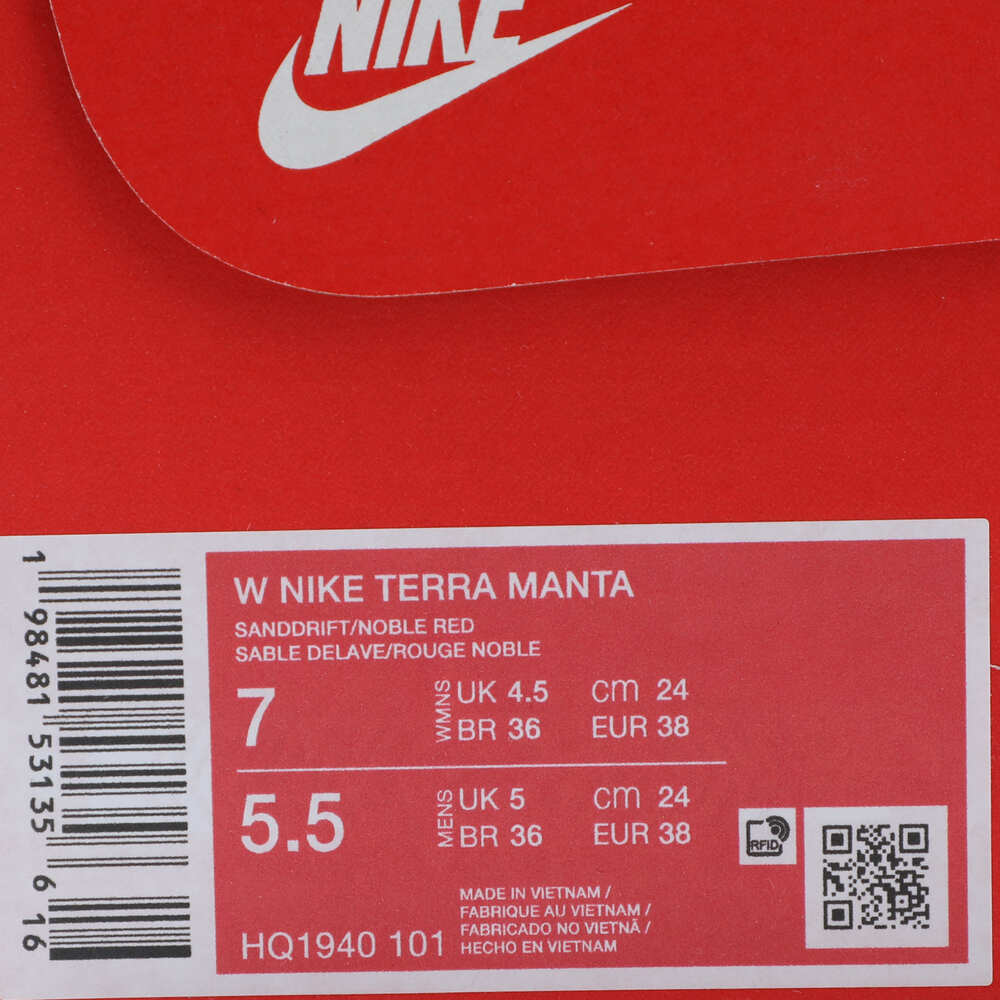 NIKE
W NIKE TERRA MANTA
SANDDRIFT/NOBLE RED
SABLE DELAVE/ROUGE NOBLE
7 WMNS UK 4.5 cm 24
BR 36 EUR 38
5.5 MENS UK 5 cm 24
BR 36 EUR 38
RFID
MADE IN VIETNAM /
FABRIQUE AU VIETNAM /
FABRICADO NO VIETNÃ /
HECHO EN VIETNAM
HQ1940 101
1 98481 53135 6 16